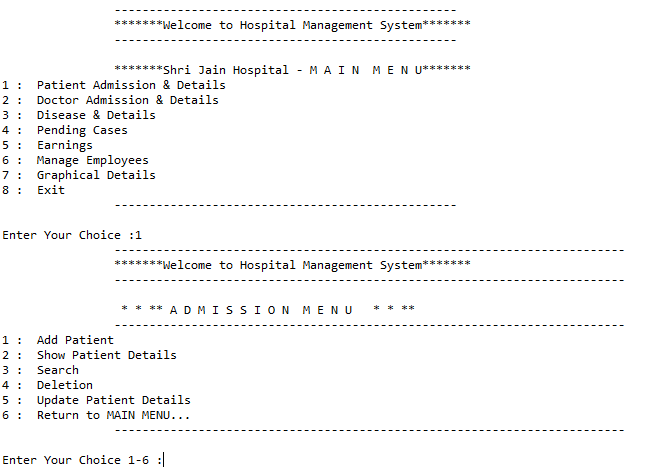 -------------------------------------------------
*******Welcome to Hospital Management System*******
-------------------------------------------------
*******Shri Jain Hospital - M A I N  M E N U*******
1 :  Patient Admission & Details
2 :  Doctor Admission & Details
3 :  Disease & Details
4 :  Pending Cases
5 :  Earnings
6 :  Manage Employees
7 :  Graphical Details
8 :  Exit
-------------------------------------------------
Enter Your Choice :1
-------------------------------------------------------------------------
*******Welcome to Hospital Management System*******
-------------------------------------------------------------------------
* * ** A D M I S S I O N  M E N U   * * **
-------------------------------------------------------------------------
1 :  Add Patient
2 :  Show Patient Details
3 :  Search
4 :  Deletion
5 :  Update Patient Details
6 :  Return to MAIN MENU...
-------------------------------------------------------------------------
Enter Your Choice 1-6 :